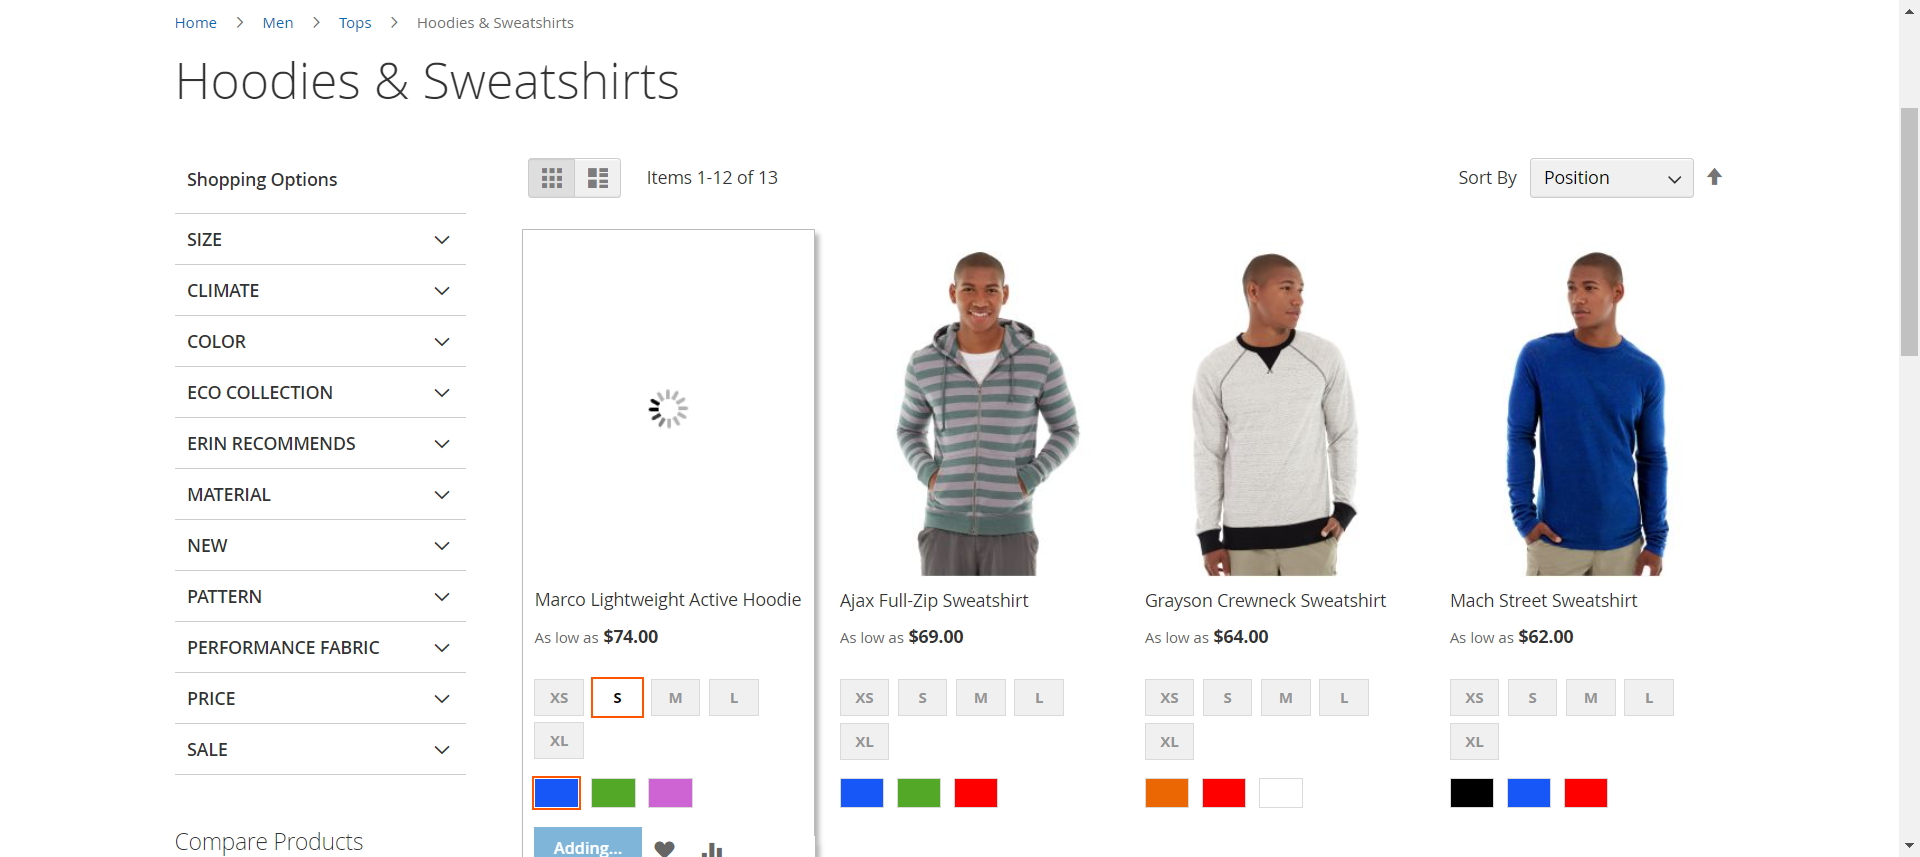 Home > Men > Tops > Hoodies & Sweatshirts
Hoodies & Sweatshirts
Shopping Options
SIZE
CLIMATE
COLOR
ECO COLLECTION
ERIN RECOMMENDS
MATERIAL
NEW
PATTERN
PERFORMANCE FABRIC
PRICE
SALE
Compare Products
Items 1-12 of 13
Sort By Position
Marco Lightweight Active Hoodie
As low as $74.00
XS S M L
XL
Adding...
Ajax Full-Zip Sweatshirt
As low as $69.00
XS S M L
XL
Grayson Crewneck Sweatshirt
As low as $64.00
XS S M L
XL
Mach Street Sweatshirt
As low as $62.00
XS S M L
XL